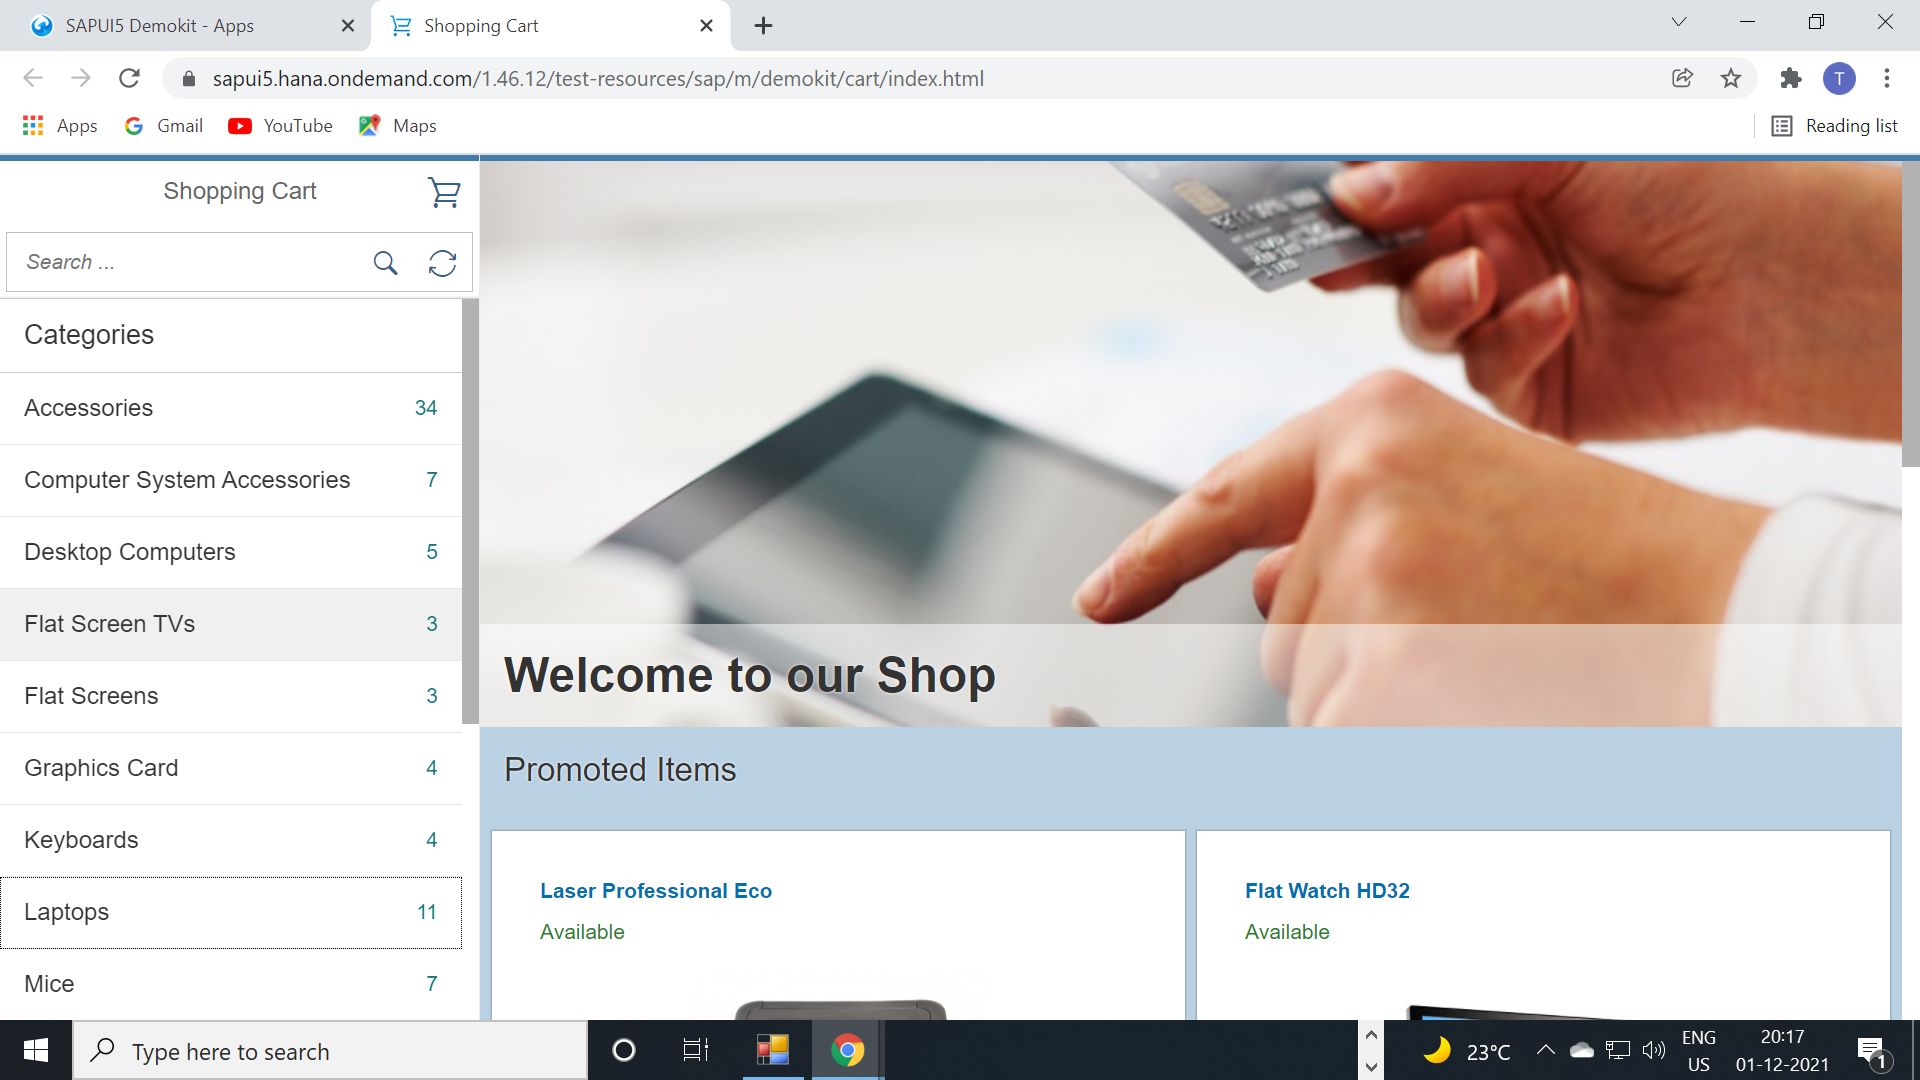 SAPUI5 Demokit - Apps
Shopping Cart
sapui5.hana.ondemand.com/1.46.12/test-resources/sap/m/demokit/cart/index.html
T
Apps
Gmail
YouTube
Maps
Reading list
Shopping Cart
Search ...
Categories
Accessories 34
Computer System Accessories 7
Desktop Computers 5
Flat Screen TVs 3
Flat Screens 3
Graphics Card 4
Keyboards 4
Laptops 11
Mice 7
Welcome to our Shop
Promoted Items
Laser Professional Eco
Available
Flat Watch HD32
Available
Type here to search
23°C
ENG
US
20:17
01-12-2021
1